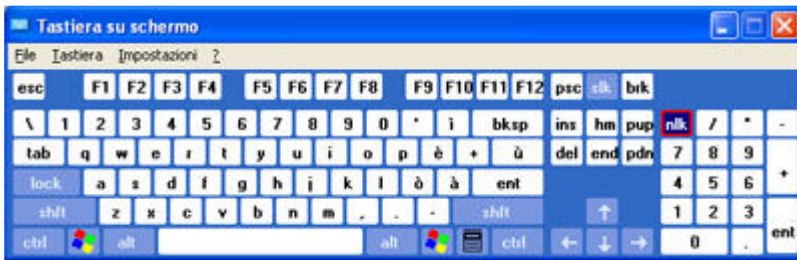 Tastiera su schermo
File Tastiera Impostazioni ?
esc F1 F2 F3 F4 F5 F6 F7 F8 F9 F10 F11 F12 psc slk brk
\ 1 2 3 4 5 6 7 8 9 0 ' ì bksp ins hm pup nlk / * -
tab q w e r t y u i o p è + ù del end pdn 7 8 9 +
lock a s d f g h j k l ò à ent 4 5 6
shft z x c v b n m , . - shft ↑ 1 2 3 ent
ctrl alt alt ctrl ← ↓ → 0 .